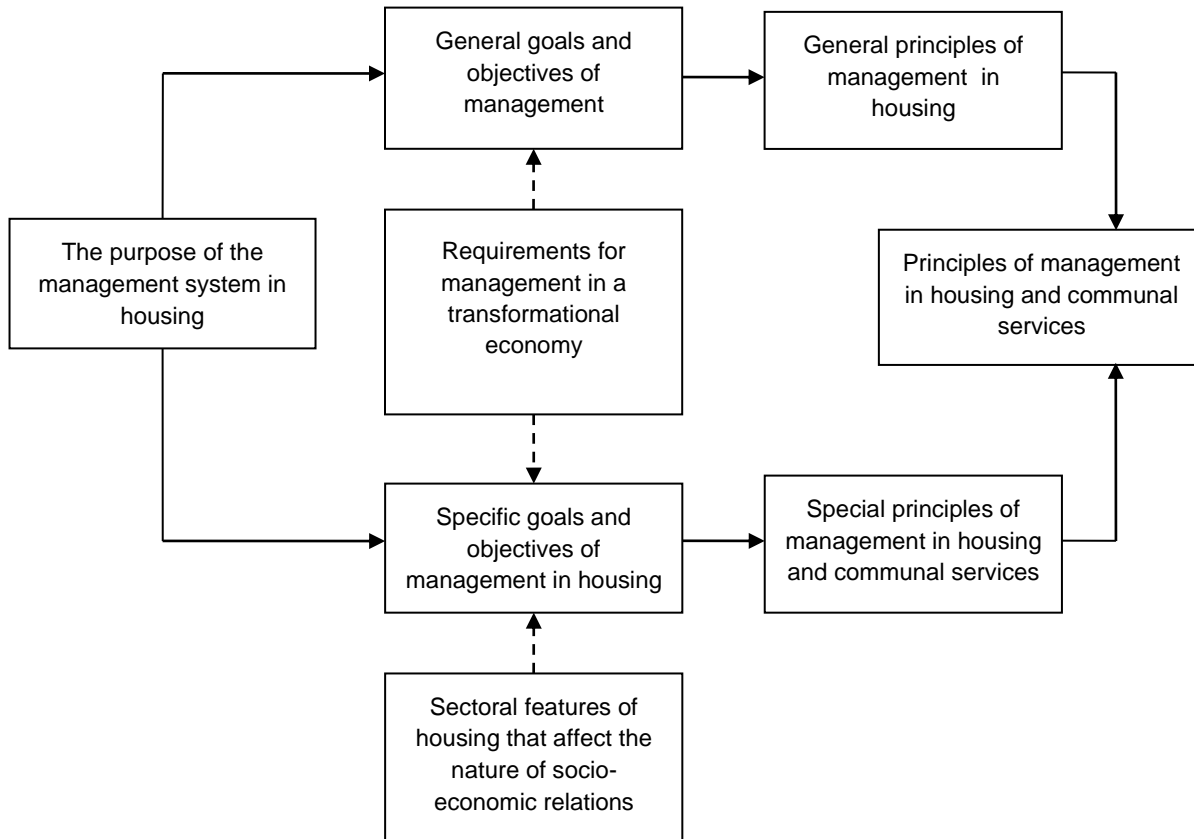 General goals and
objectives of
management
General principles of
management in
housing
The purpose of the
management system in
housing
Requirements for
management in a
transformational
economy
Principles of management
in housing and communal
services
Specific goals and
objectives of
management in housing
Special principles of
management in housing
and communal services
Sectoral features of
housing that affect the
nature of socio-
economic relations